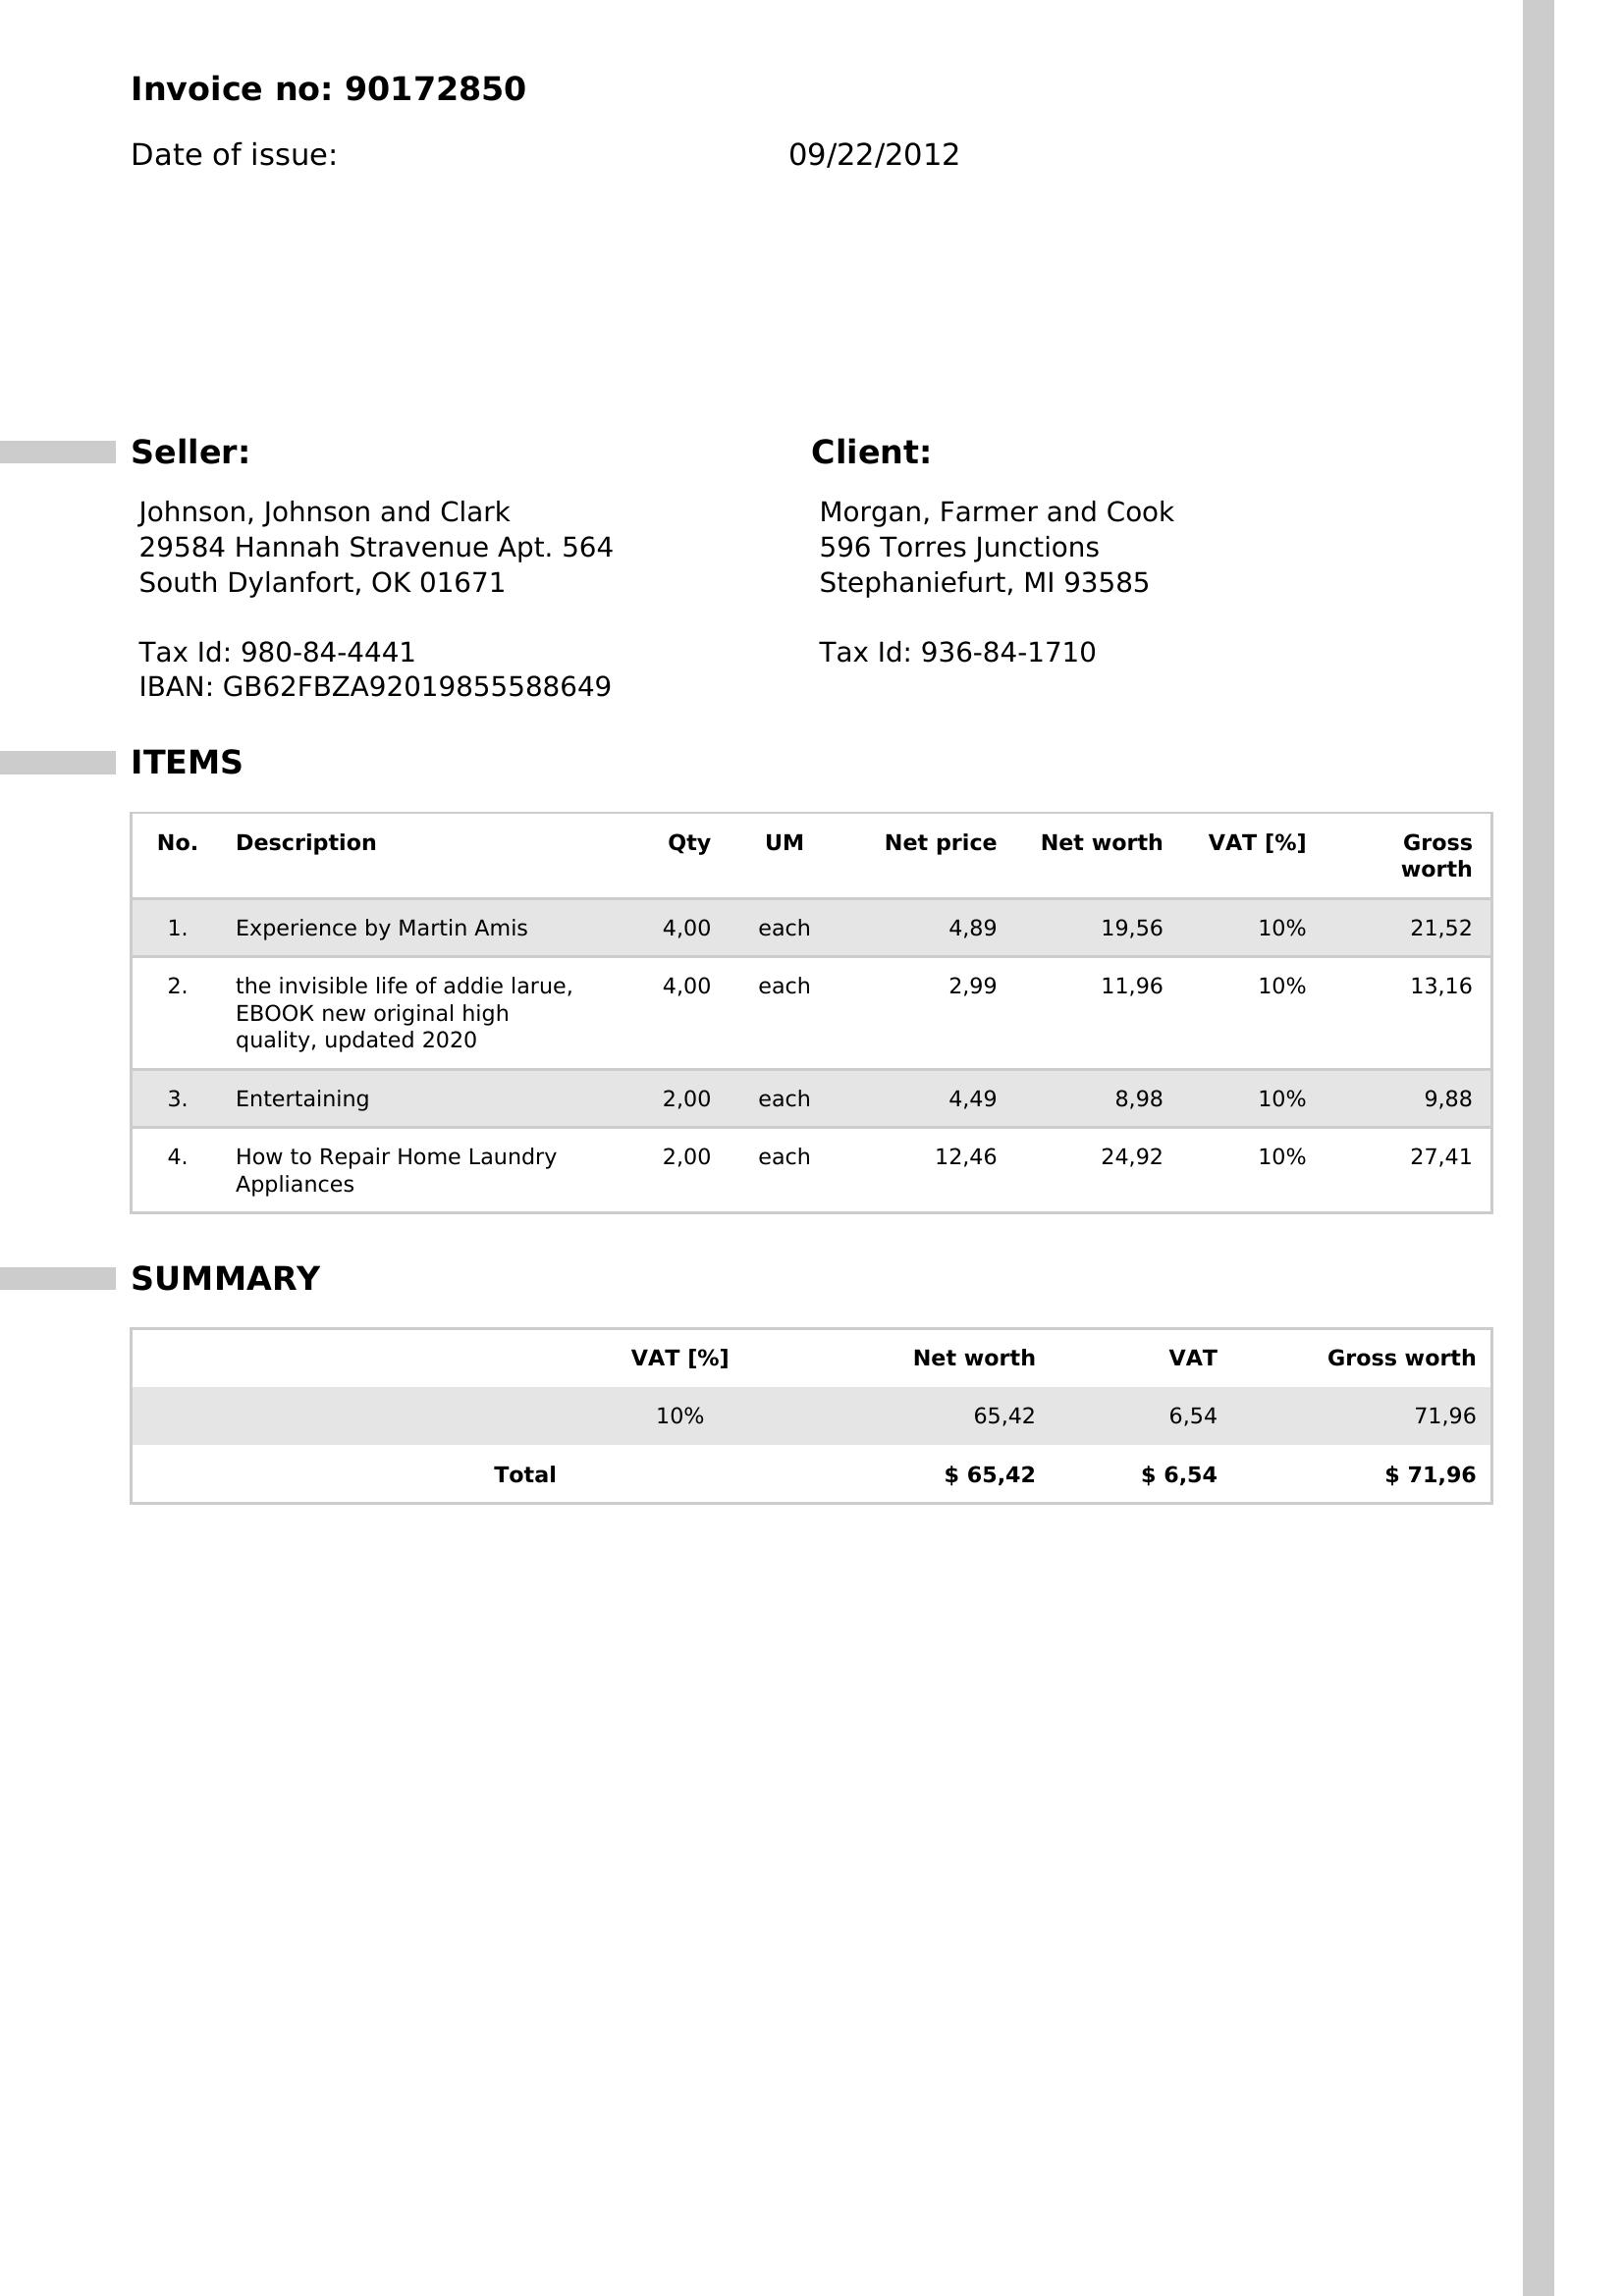 Invoice no: 90172850
Date of issue: 09/22/2012
Seller:
Johnson, Johnson and Clark
29584 Hannah Stravenue Apt. 564
South Dylanfort, OK 01671
Tax Id: 980-84-4441
IBAN: GB62FBZA92019855588649
Client:
Morgan, Farmer and Cook
596 Torres Junctions
Stephaniefurt, MI 93585
Tax Id: 936-84-1710
ITEMS
No. Description Qty UM Net price Net worth VAT [%] Gross
worth
1. Experience by Martin Amis 4,00 each 4,89 19,56 10% 21,52
2. the invisible life of addie larue, 4,00 each 2,99 11,96 10% 13,16
EBOOK new original high
quality, updated 2020
3. Entertaining 2,00 each 4,49 8,98 10% 9,88
4. How to Repair Home Laundry 2,00 each 12,46 24,92 10% 27,41
Appliances
SUMMARY
VAT [%] Net worth VAT Gross worth
10% 65,42 6,54 71,96
Total $ 65,42 $ 6,54 $ 71,96